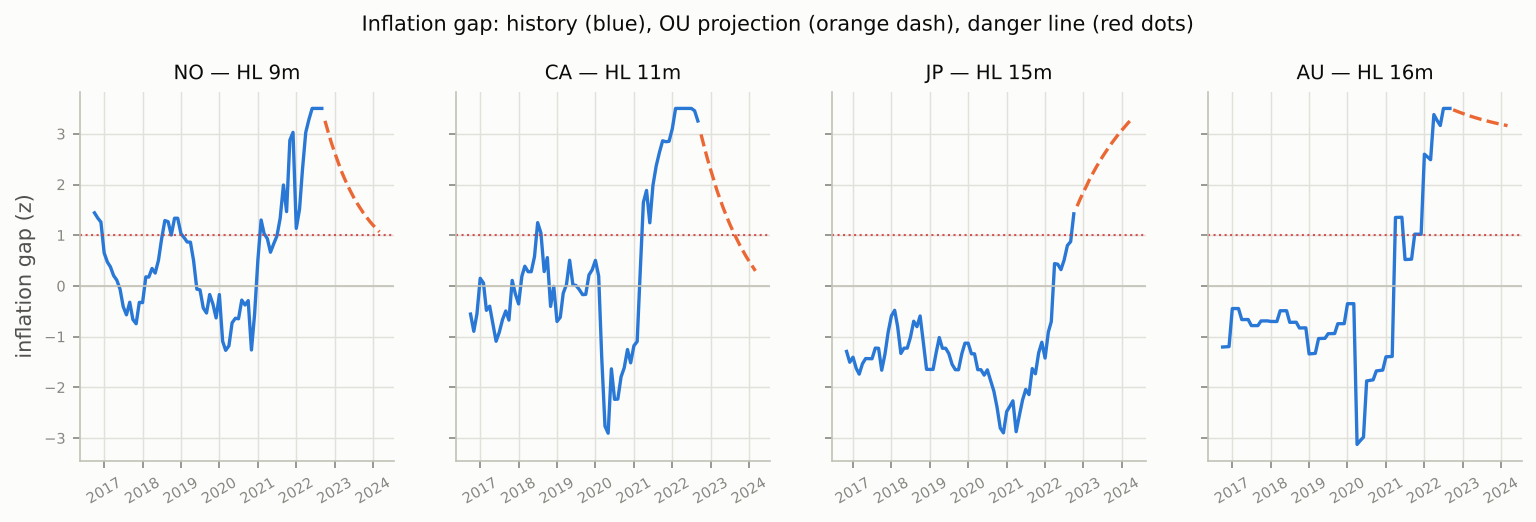 Inflation gap: history (blue), OU projection (orange dash), danger line (red dots)
NO — HL 9m
CA — HL 11m
JP — HL 15m
AU — HL 16m
inflation gap (z)
3
2
1
0
−1
−2
−3
2017 2018 2019 2020 2021 2022 2023 2024
2017 2018 2019 2020 2021 2022 2023 2024
2017 2018 2019 2020 2021 2022 2023 2024
2017 2018 2019 2020 2021 2022 2023 2024